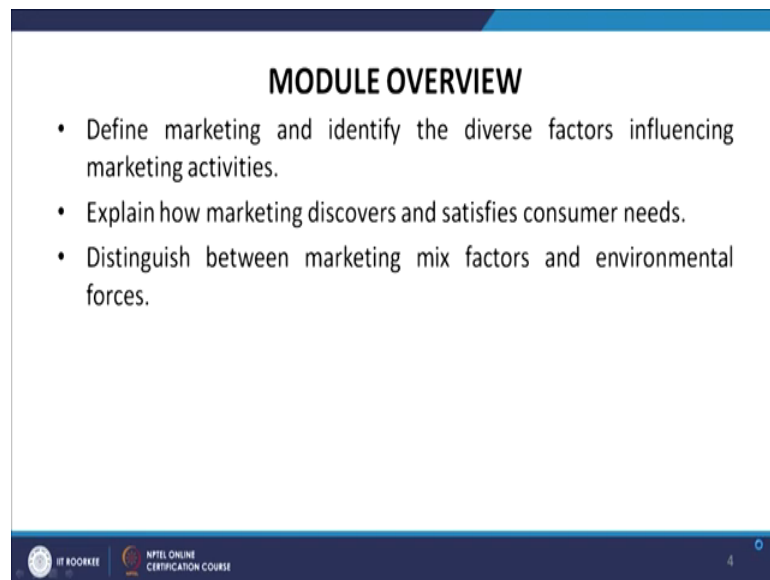 MODULE OVERVIEW
• Define marketing and identify the diverse factors influencing
marketing activities.
• Explain how marketing discovers and satisfies consumer needs.
• Distinguish between marketing mix factors and environmental
forces.
IIT ROORKEE
NPTEL ONLINE
CERTIFICATION COURSE
4